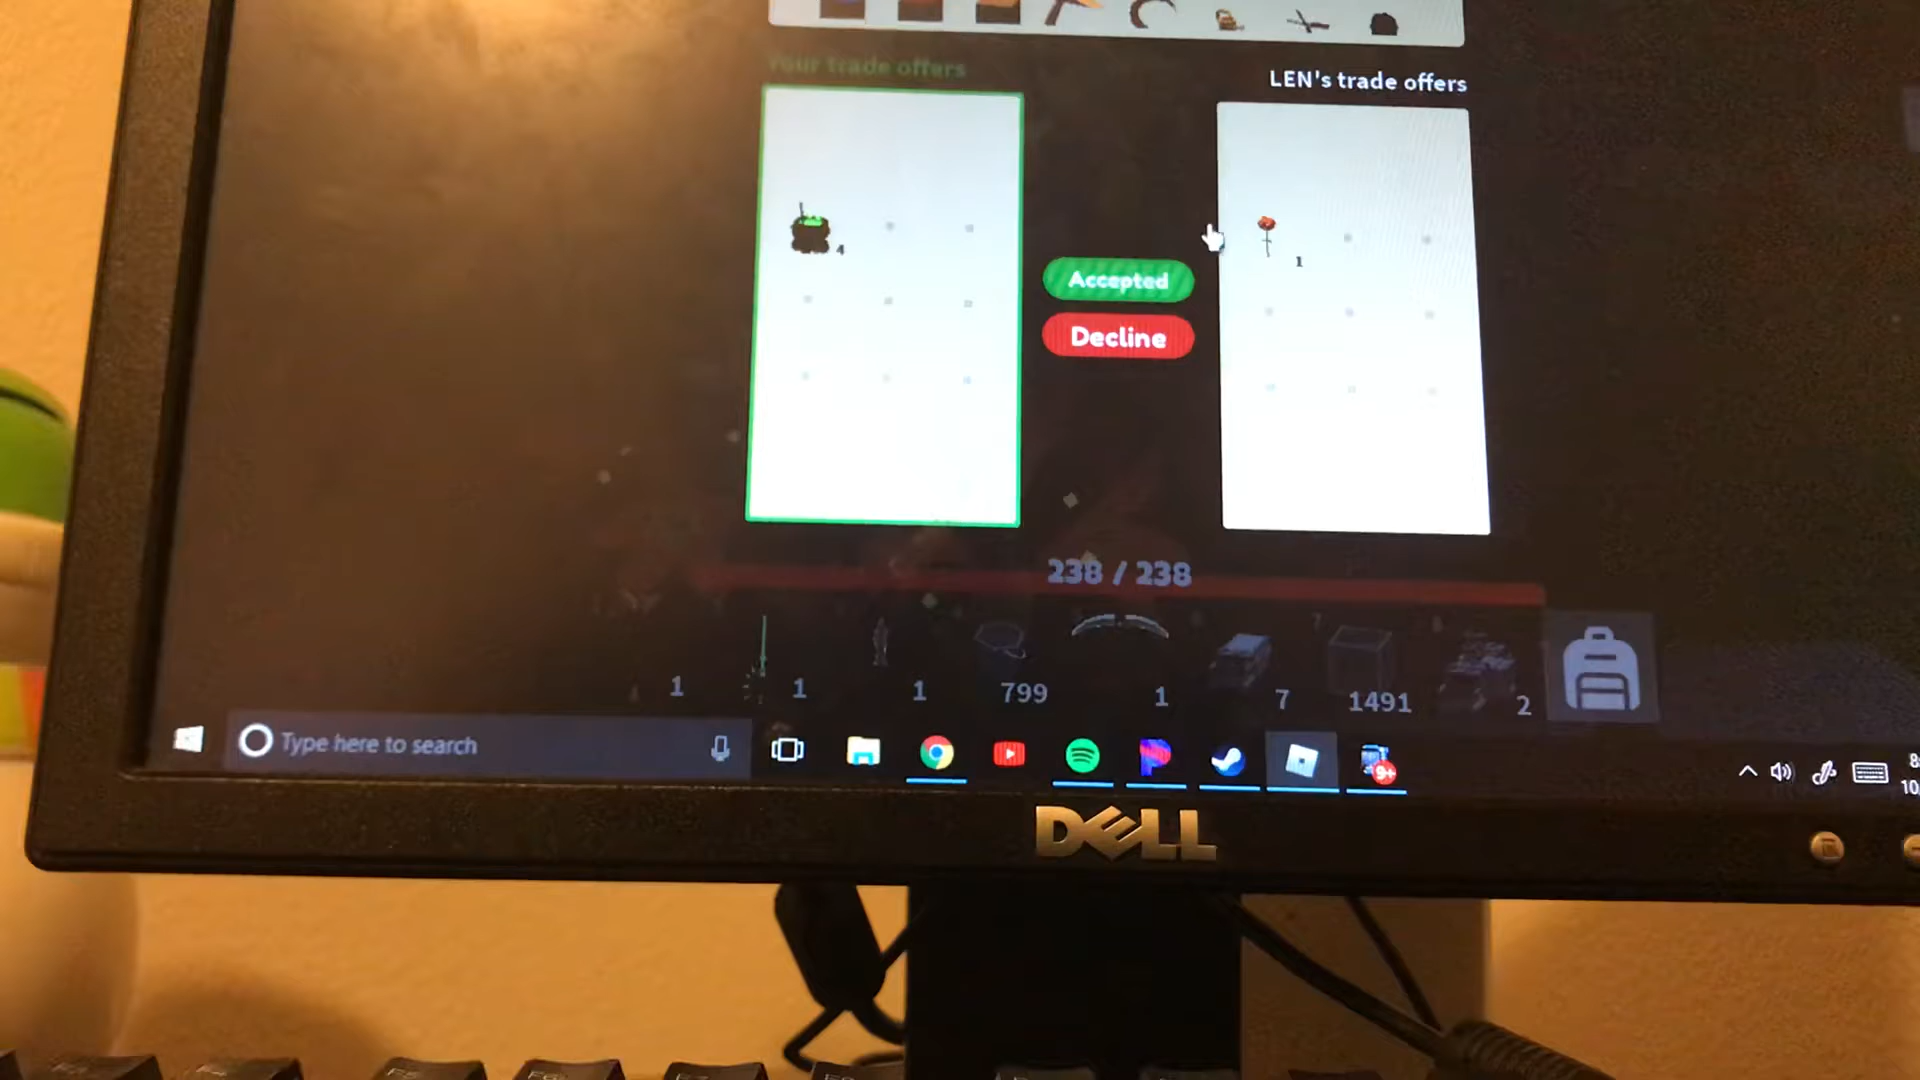 Your trade offers
LEN's trade offers
4
1
Accepted
Decline
238 / 238
1
1
1
799
1
7
1491
2
Type here to search
9+
DELL